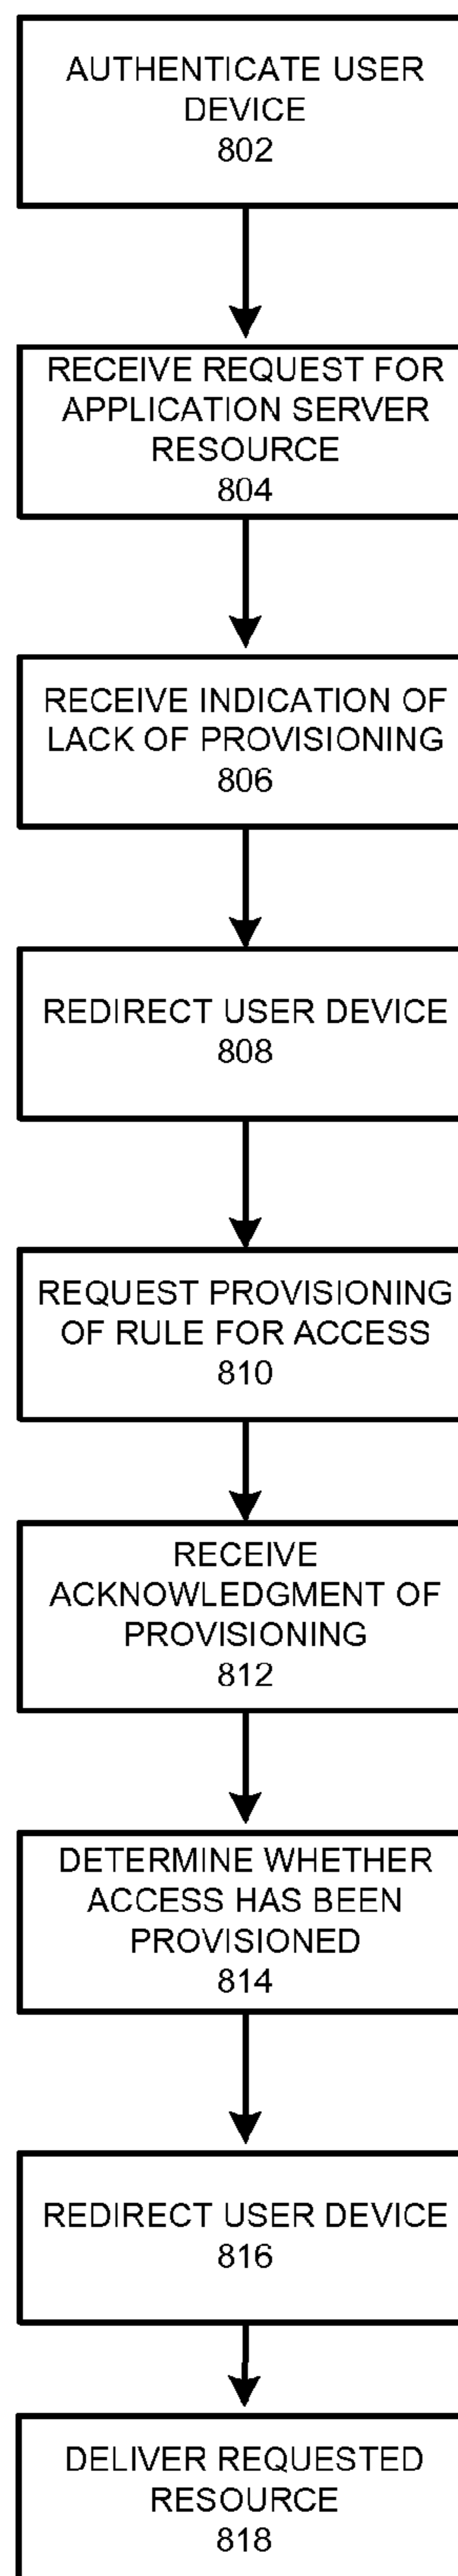 AUTHENTICATE USER
DEVICE
802
RECEIVE REQUEST FOR
APPLICATION SERVER
RESOURCE
804
RECEIVE INDICATION OF
LACK OF PROVISIONING
806
REDIRECT USER DEVICE
808
REQUEST PROVISIONING
OF RULE FOR ACCESS
810
RECEIVE
ACKNOWLEDGMENT OF
PROVISIONING
812
DETERMINE WHETHER
ACCESS HAS BEEN
PROVISIONED
814
REDIRECT USER DEVICE
816
DELIVER REQUESTED
RESOURCE
818